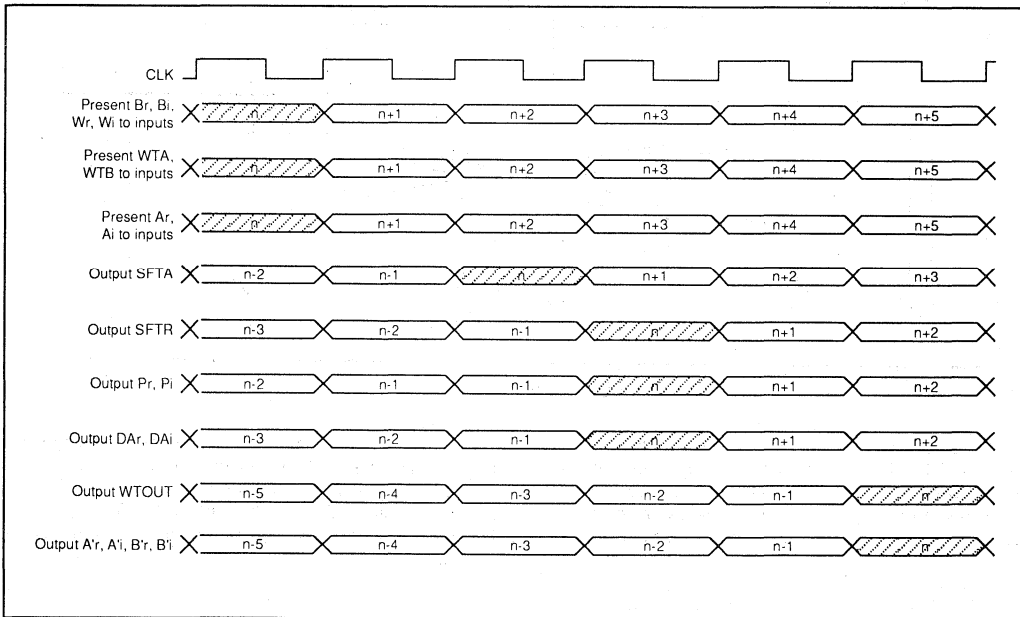 CLK
Present Br, Bi,
Wr, Wi to inputs
n n+1 n+2 n+3 n+4 n+5
Present WTA,
WTB to inputs
n n+1 n+2 n+3 n+4 n+5
Present Ar,
Ai to inputs
n n+1 n+2 n+3 n+4 n+5
Output SFTA n-2 n-1 n n+1 n+2 n+3
Output SFTR n-3 n-2 n-1 n n+1 n+2
Output Pr, Pi n-2 n-1 n-1 n n+1 n+2
Output DAr, DAi n-3 n-2 n-1 n n+1 n+2
Output WTOUT n-5 n-4 n-3 n-2 n-1 n
Output A'r, A'i, B'r, B'i n-5 n-4 n-3 n-2 n-1 n